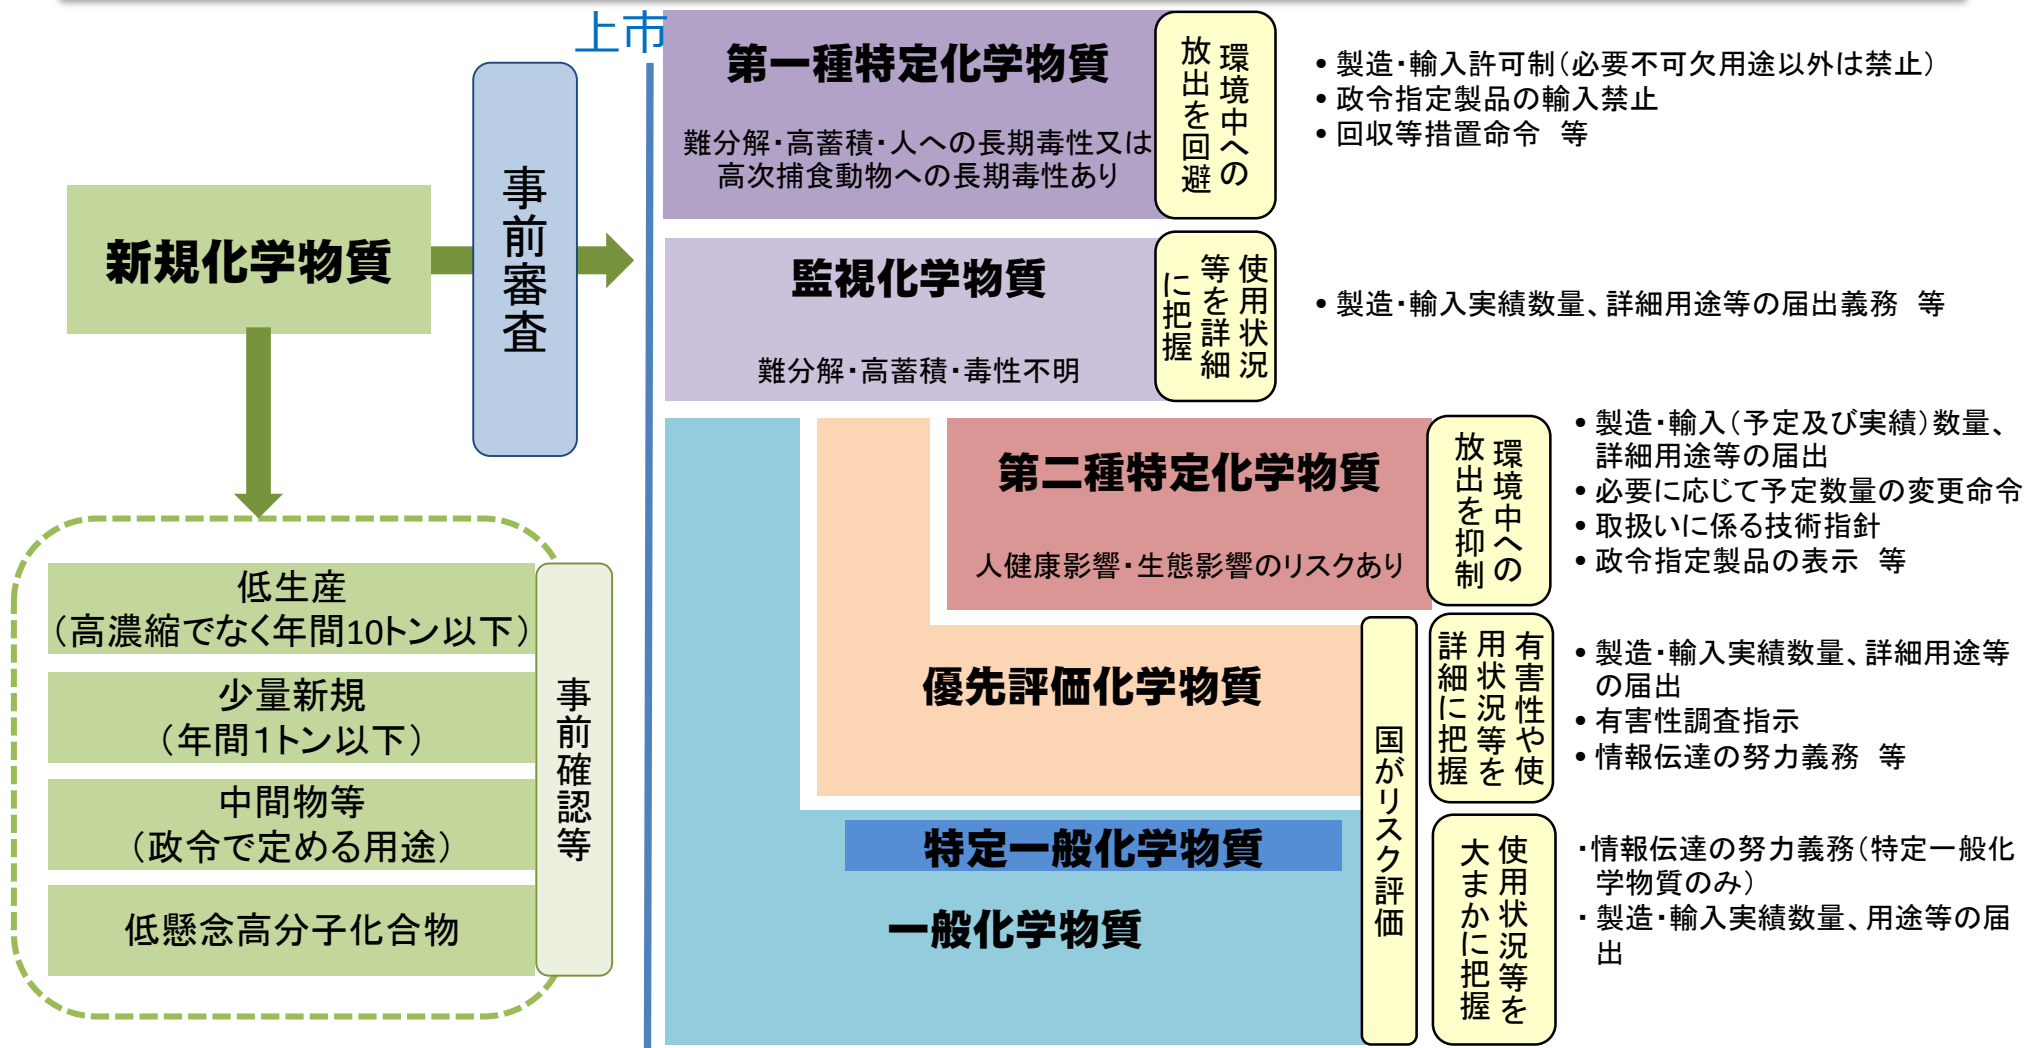 上市
新規化学物質
事前審査
低生産
（高濃縮でなく年間10トン以下）
少量新規
（年間１トン以下）
中間物等
（政令で定める用途）
低懸念高分子化合物
事前確認等
第一種特定化学物質
難分解・高蓄積・人への長期毒性又は
高次捕食動物への長期毒性あり
環境中への
放出を回避
• 製造・輸入許可制（必要不可欠用途以外は禁止）
• 政令指定製品の輸入禁止
• 回収等措置命令　等
監視化学物質
難分解・高蓄積・毒性不明
使用状況
等を詳細
に把握
• 製造・輸入実績数量、詳細用途等の届出義務　等
第二種特定化学物質
人健康影響・生態影響のリスクあり
環境中への
放出を抑制
• 製造・輸入（予定及び実績）数量、
詳細用途等の届出
• 必要に応じて予定数量の変更命令
• 取扱いに係る技術指針
• 政令指定製品の表示　等
優先評価化学物質
国がリスク評価
有害性や使
用状況等を
詳細に把握
• 製造・輸入実績数量、詳細用途等
の届出
• 有害性調査指示
• 情報伝達の努力義務　等
特定一般化学物質
一般化学物質
使用状況等を
大まかに把握
・情報伝達の努力義務（特定一般化
学物質のみ）
・ 製造・輸入実績数量、用途等の届
出